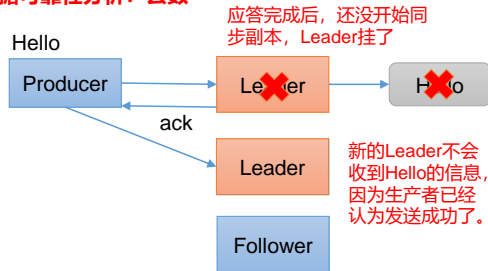 据可靠性分析：丢数
应答完成后，还没开始同
步副本，Leader挂了
Hello
Producer
Leader
Hello
ack
Leader
新的Leader不会
收到Hello的信息，
因为生产者已经
认为发送成功了。
Follower